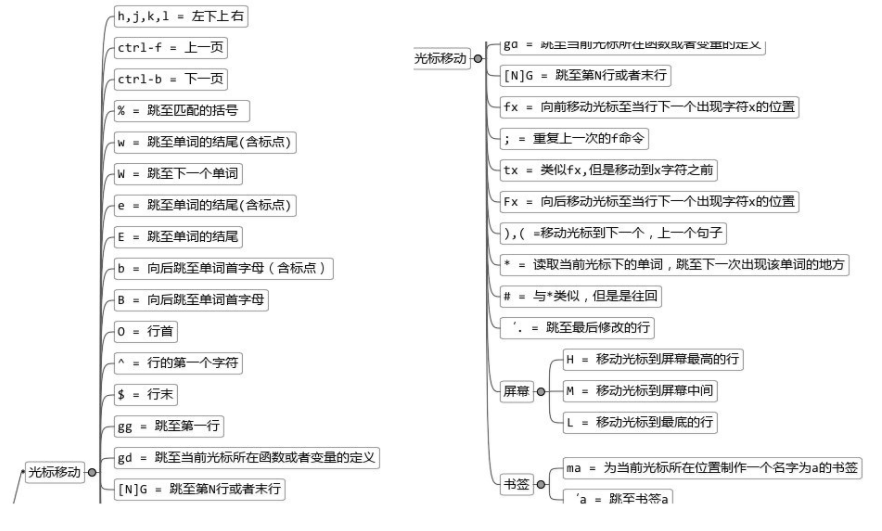 h,j,k,l = 左下上右
ctrl-f = 上一页
ctrl-b = 下一页
% = 跳至匹配的括号
w = 跳至单词的结尾(含标点)
W = 跳至下一个单词
e = 跳至单词的结尾(含标点)
E = 跳至单词的结尾
b = 向后跳至单词首字母（含标点）
B = 向后跳至单词首字母
O = 行首
^ = 行的第一个字符
$ = 行末
gg = 跳至第一行
gd = 跳至当前光标所在函数或者变量的定义
光标移动
[N]G = 跳至第N行或者末行
gd = 跳至当前光标所在函数或者变量的定义
光标移动
[N]G = 跳至第N行或者末行
fx = 向前移动光标至当行下一个出现字符x的位置
; = 重复上一次的f命令
tx = 类似fx,但是移动到x字符之前
Fx = 向后移动光标至当行下一个出现字符x的位置
),( =移动光标到下一个，上一个句子
* = 读取当前光标下的单词，跳至下一次出现该单词的地方
# = 与*类似，但是是往回
´. = 跳至最后修改的行
H = 移动光标到屏幕最高的行
屏幕
M = 移动光标到屏幕中间
L = 移动光标到最底的行
ma = 为当前光标所在位置制作一个名字为a的书签
书签
´a = 跳至书签a